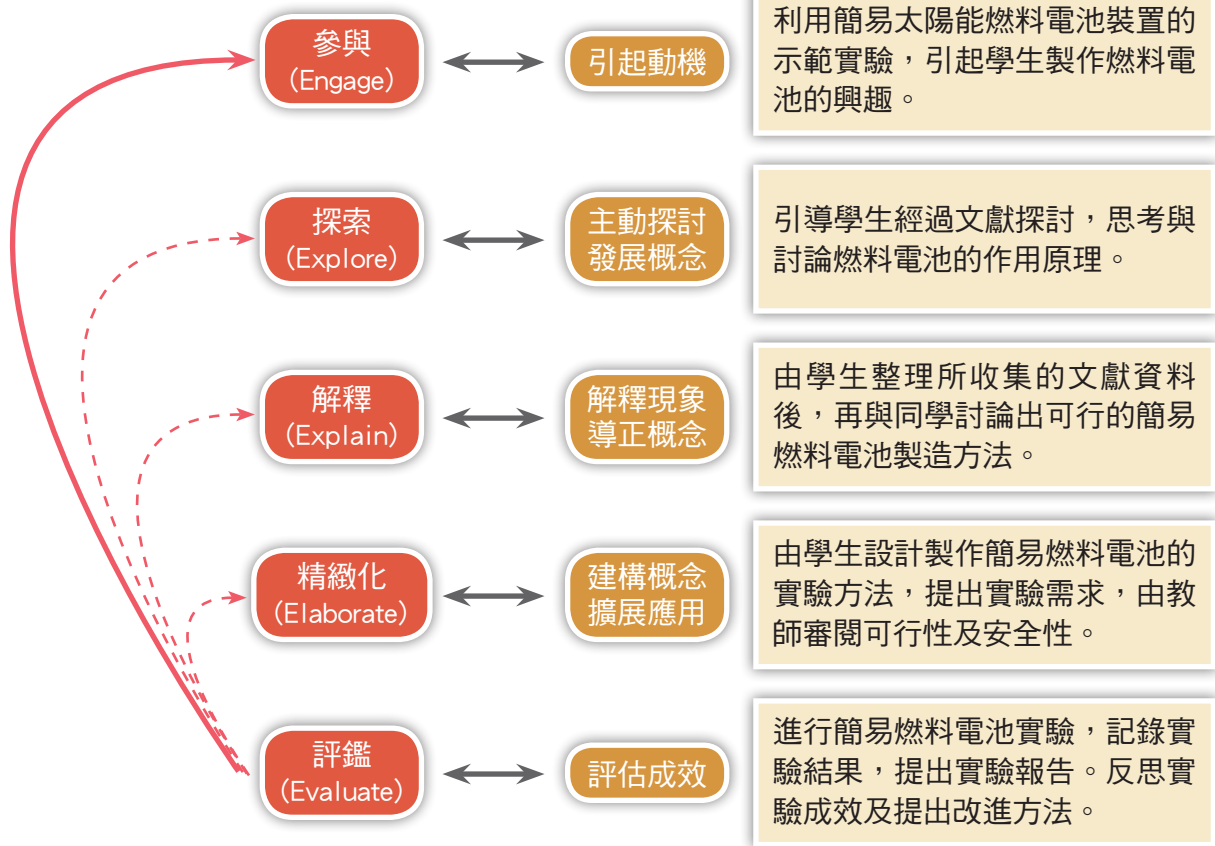 參與
(Engage)
引起動機
利用簡易太陽能燃料電池裝置的
示範實驗，引起學生製作燃料電
池的興趣。
探索
(Explore)
主動探討
發展概念
引導學生經過文獻探討，思考與
討論燃料電池的作用原理。
解釋
(Explain)
解釋現象
導正概念
由學生整理所收集的文獻資料
後，再與同學討論出可行的簡易
燃料電池製造方法。
精緻化
(Elaborate)
建構概念
擴展應用
由學生設計製作簡易燃料電池的
實驗方法，提出實驗需求，由教
師審閱可行性及安全性。
評鑑
(Evaluate)
評估成效
進行簡易燃料電池實驗，記錄實
驗結果，提出實驗報告。反思實
驗成效及提出改進方法。